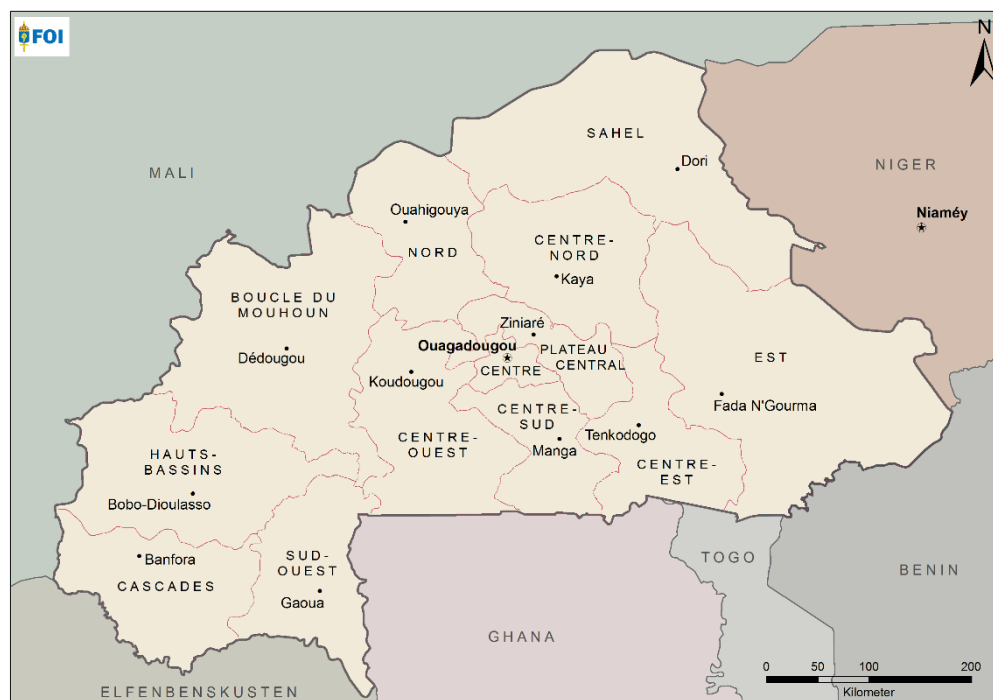 FOI
N
SAHEL
Dori
NIGER
MALI
Niaméy
Ouahigouya
NORD
CENTRE-
NORD
Kaya
BOUCLE DU
MOUHOUN
Dédougou
Ziniaré
Ouagadougou
PLATEAU
CENTRAL
CENTRE
EST
Koudougou
Fada N'Gourma
CENTRE-
SUD
Manga
Tenkodogo
CENTRE-
OUEST
CENTRE-
EST
HAUTS-
BASSINS
Bobo-Dioulasso
Banfora
CASCADES
SUD-
OUEST
Gaoua
TOGO
BENIN
GHANA
ELFENBENSKUSTEN
0 50 100 200
Kilometer